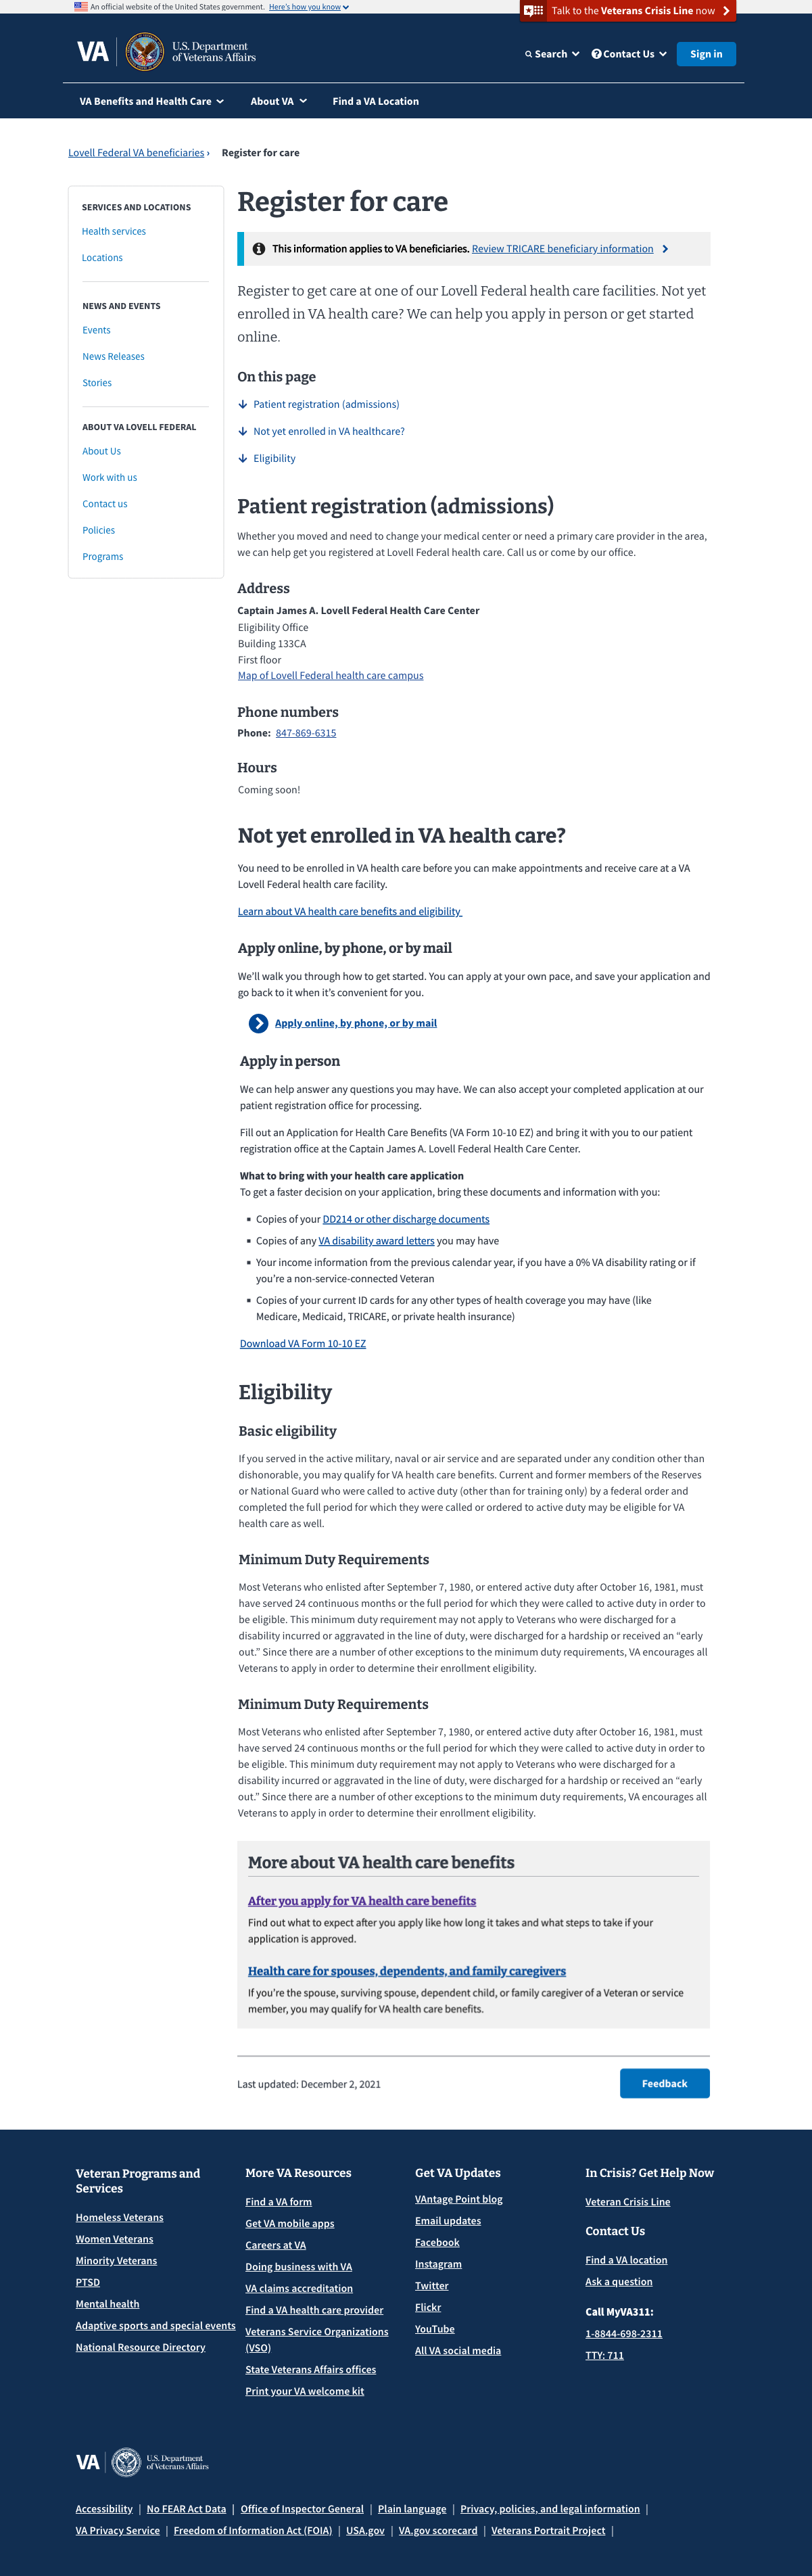 An official website of the United States government. Here's how you know
Talk to the Veterans Crisis Line now
VA
U.S. Department
of Veterans Affairs
Search
Contact Us
Sign in
VA Benefits and Health Care
About VA
Find a VA Location
Lovell Federal VA beneficiaries › Register for care
SERVICES AND LOCATIONS
Health services
Locations
NEWS AND EVENTS
Events
News Releases
Stories
ABOUT VA LOVELL FEDERAL
About Us
Work with us
Contact us
Policies
Programs
Register for care
This information applies to VA beneficiaries. Review TRICARE beneficiary information
Register to get care at one of our Lovell Federal health care facilities. Not yet
enrolled in VA health care? We can help you apply in person or get started
online.
On this page
Patient registration (admissions)
Not yet enrolled in VA healthcare?
Eligibility
Patient registration (admissions)
Whether you moved and need to change your medical center or need a primary care provider in the area,
we can help get you registered at Lovell Federal health care. Call us or come by our office.
Address
Captain James A. Lovell Federal Health Care Center
Eligibility Office
Building 133CA
First floor
Map of Lovell Federal health care campus
Phone numbers
Phone: 847-869-6315
Hours
Coming soon!
Not yet enrolled in VA health care?
You need to be enrolled in VA health care before you can make appointments and receive care at a VA
Lovell Federal health care facility.
Learn about VA health care benefits and eligibility
Apply online, by phone, or by mail
We'll walk you through how to get started. You can apply at your own pace, and save your application and
go back to it when it's convenient for you.
Apply online, by phone, or by mail
Apply in person
We can help answer any questions you may have. We can also accept your completed application at our
patient registration office for processing.
Fill out an Application for Health Care Benefits (VA Form 10-10 EZ) and bring it with you to our patient
registration office at the Captain James A. Lovell Federal Health Care Center.
What to bring with your health care application
To get a faster decision on your application, bring these documents and information with you:
▪ Copies of your DD214 or other discharge documents
▪ Copies of any VA disability award letters you may have
▪ Your income information from the previous calendar year, if you have a 0% VA disability rating or if
you're a non-service-connected Veteran
▪ Copies of your current ID cards for any other types of health coverage you may have (like
Medicare, Medicaid, TRICARE, or private health insurance)
Download VA Form 10-10 EZ
Eligibility
Basic eligibility
If you served in the active military, naval or air service and are separated under any condition other than
dishonorable, you may qualify for VA health care benefits. Current and former members of the Reserves
or National Guard who were called to active duty (other than for training only) by a federal order and
completed the full period for which they were called or ordered to active duty may be eligible for VA
health care as well.
Minimum Duty Requirements
Most Veterans who enlisted after September 7, 1980, or entered active duty after October 16, 1981, must
have served 24 continuous months or the full period for which they were called to active duty in order to
be eligible. This minimum duty requirement may not apply to Veterans who were discharged for a
disability incurred or aggravated in the line of duty, were discharged for a hardship or received an “early
out.” Since there are a number of other exceptions to the minimum duty requirements, VA encourages all
Veterans to apply in order to determine their enrollment eligibility.
Minimum Duty Requirements
Most Veterans who enlisted after September 7, 1980, or entered active duty after October 16, 1981, must
have served 24 continuous months or the full period for which they were called to active duty in order to
be eligible. This minimum duty requirement may not apply to Veterans who were discharged for a
disability incurred or aggravated in the line of duty, were discharged for a hardship or received an “early
out.” Since there are a number of other exceptions to the minimum duty requirements, VA encourages all
Veterans to apply in order to determine their enrollment eligibility.
More about VA health care benefits
After you apply for VA health care benefits
Find out what to expect after you apply like how long it takes and what steps to take if your
application is approved.
Health care for spouses, dependents, and family caregivers
If you're the spouse, surviving spouse, dependent child, or family caregiver of a Veteran or service
member, you may qualify for VA health care benefits.
Last updated: December 2, 2021
Feedback
Veteran Programs and
Services
Homeless Veterans
Women Veterans
Minority Veterans
PTSD
Mental health
Adaptive sports and special events
National Resource Directory
More VA Resources
Find a VA form
Get VA mobile apps
Careers at VA
Doing business with VA
VA claims accreditation
Find a VA health care provider
Veterans Service Organizations
(VSO)
State Veterans Affairs offices
Print your VA welcome kit
Get VA Updates
VAntage Point blog
Email updates
Facebook
Instagram
Twitter
Flickr
YouTube
All VA social media
In Crisis? Get Help Now
Veteran Crisis Line
Contact Us
Find a VA location
Ask a question
Call MyVA311:
1-8844-698-2311
TTY: 711
VA
U.S. Department
of Veterans Affairs
Accessibility | No FEAR Act Data | Office of Inspector General | Plain language | Privacy, policies, and legal information |
VA Privacy Service | Freedom of Information Act (FOIA) | USA.gov | VA.gov scorecard | Veterans Portrait Project |